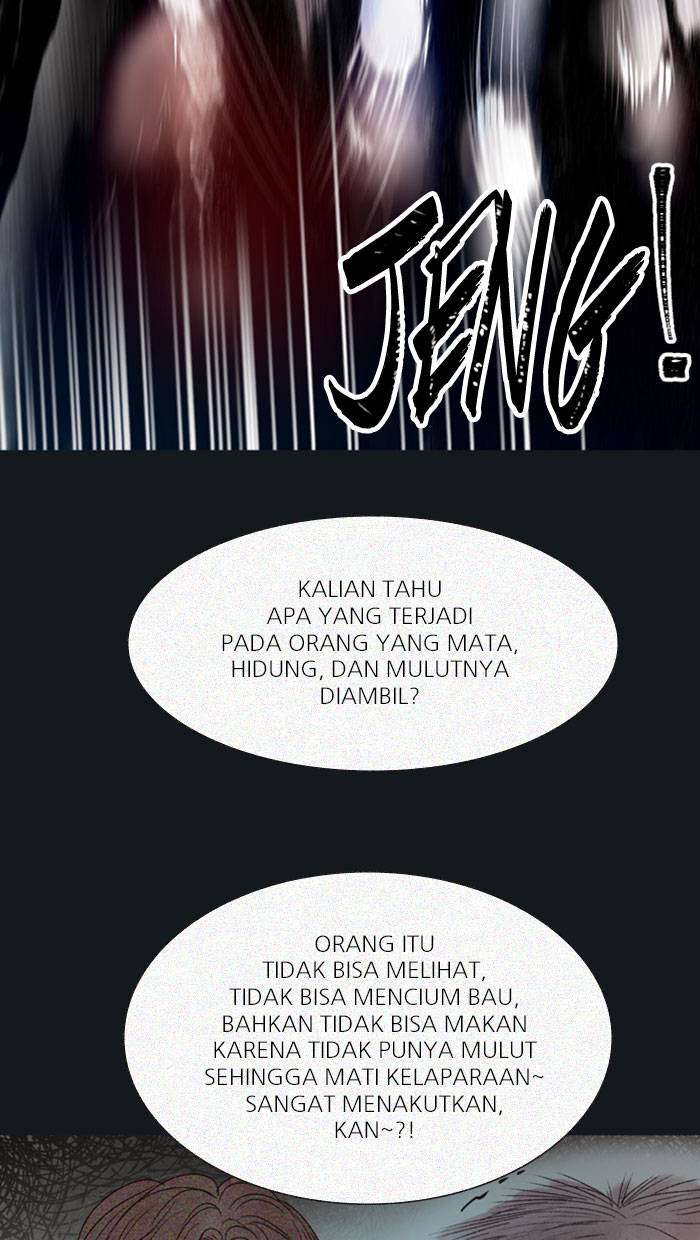 JENG!
KALIAN TAHU
APA YANG TERJADI
PADA ORANG YANG MATA,
HIDUNG, DAN MULUTNYA
DIAMBIL?
ORANG ITU
TIDAK BISA MELIHAT,
TIDAK BISA MENCIUM BAU,
BAHKAN TIDAK BISA MAKAN
KARENA TIDAK PUNYA MULUT
SEHINGGA MATI KELAPARAAN~
SANGAT MENAKUTKAN,
KAN~?!